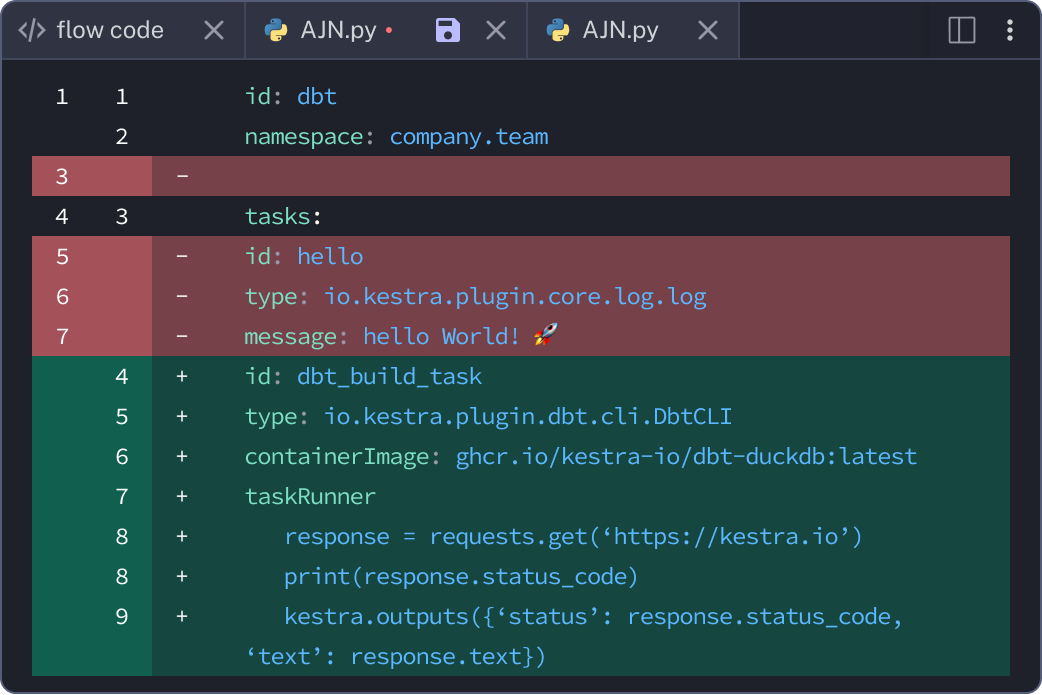 </> flow code
AJN.py
AJN.py
1 1 id: dbt
2 namespace: company.team
3 -
4 3 tasks:
5 - id: hello
6 - type: io.kestra.plugin.core.log.log
7 - message: hello World! 🚀
4 + id: dbt_build_task
5 + type: io.kestra.plugin.dbt.cli.DbtCLI
6 + containerImage: ghcr.io/kestra-io/dbt-duckdb:latest
7 + taskRunner
8 + response = requests.get(‘https://kestra.io’)
8 + print(response.status_code)
9 + kestra.outputs({‘status’: response.status_code,
‘text’: response.text})